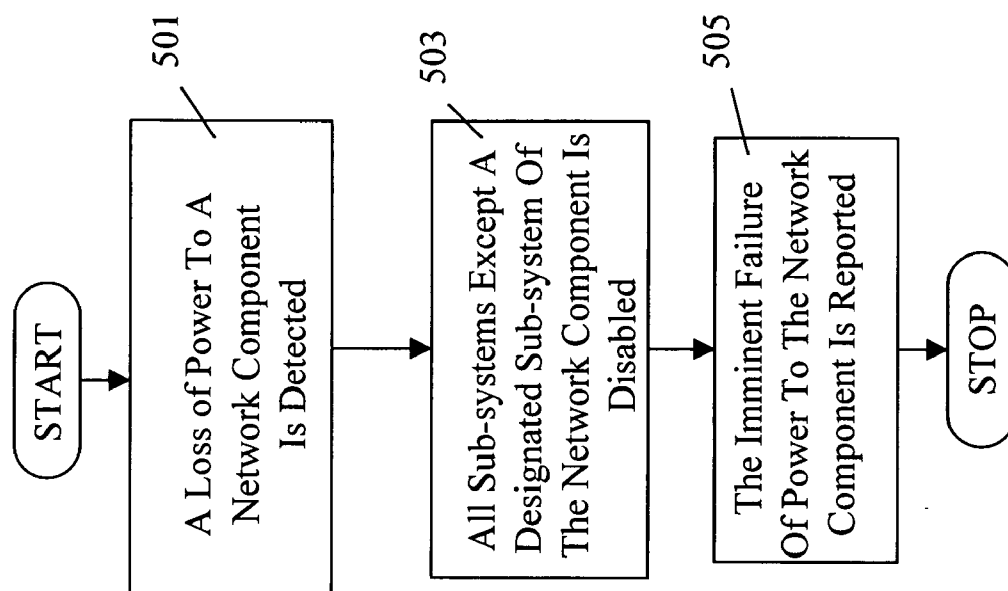 START
A Loss of Power To A
Network Component
Is Detected
501
All Sub-systems Except A
Designated Sub-system Of
The Network Component Is
Disabled
503
The Imminent Failure
Of Power To The Network
Component Is Reported
505
STOP